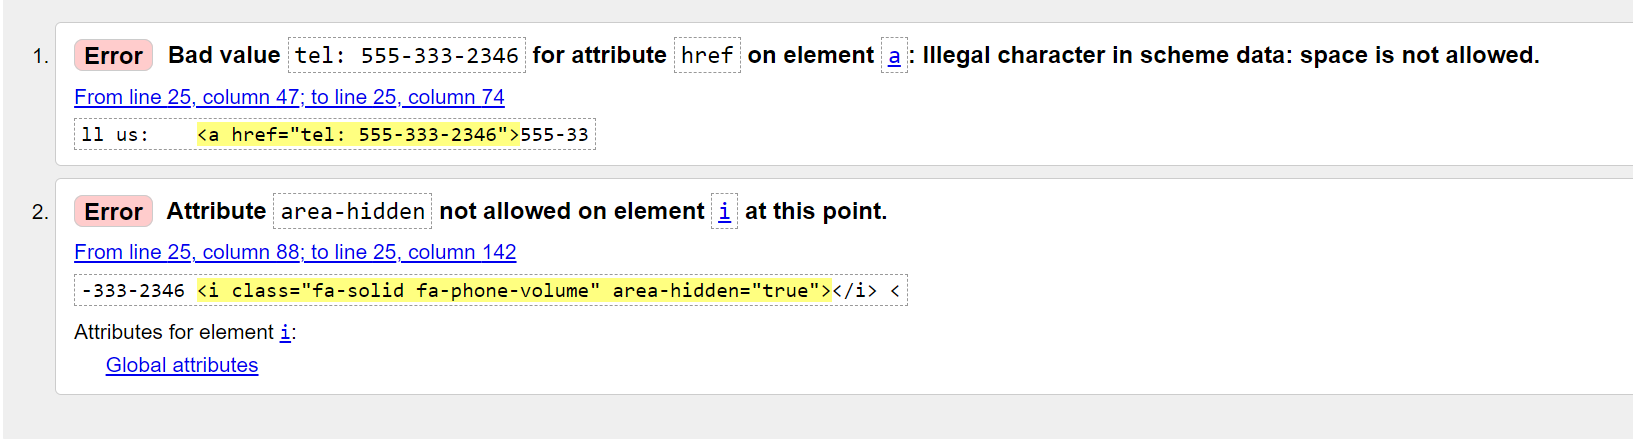 1. Error Bad value tel: 555-333-2346 for attribute href on element a: Illegal character in scheme data: space is not allowed.
From line 25, column 47; to line 25, column 74
ll us:    <a href="tel: 555-333-2346">555-33
2. Error Attribute area-hidden not allowed on element i at this point.
From line 25, column 88; to line 25, column 142
-333-2346 <i class="fa-solid fa-phone-volume" area-hidden="true"></i> <
Attributes for element i:
Global attributes